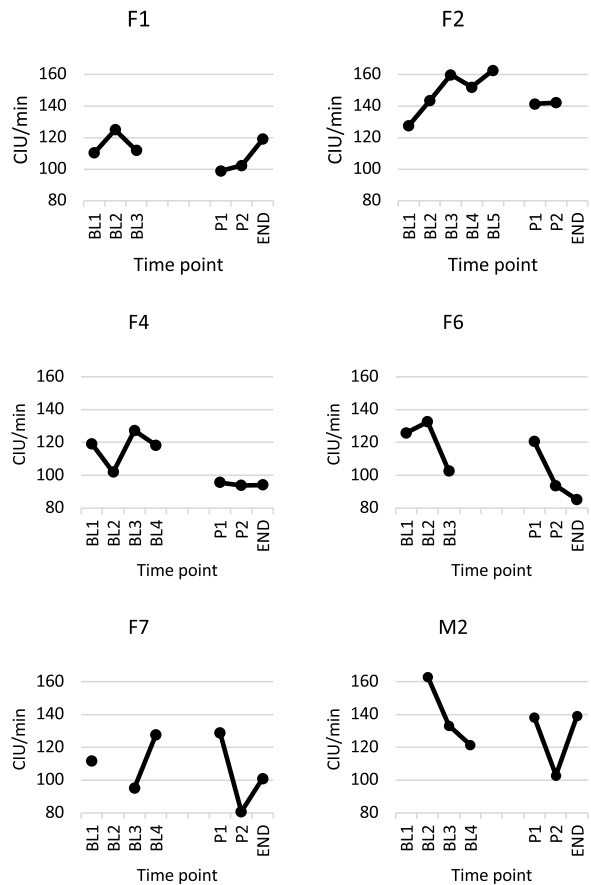 F1
160
140
120
100
80
CIU/min
BL1
BL2
BL3
P1
P2
END
Time point
F2
160
140
120
100
80
CIU/min
BL1
BL2
BL3
BL4
BL5
P1
P2
END
Time point
F4
160
140
120
100
80
CIU/min
BL1
BL2
BL3
BL4
P1
P2
END
Time point
F6
160
140
120
100
80
CIU/min
BL1
BL2
BL3
P1
P2
END
Time point
F7
160
140
120
100
80
CIU/min
BL1
BL2
BL3
BL4
P1
P2
END
Time point
M2
160
140
120
100
80
CIU/min
BL1
BL2
BL3
BL4
P1
P2
END
Time point